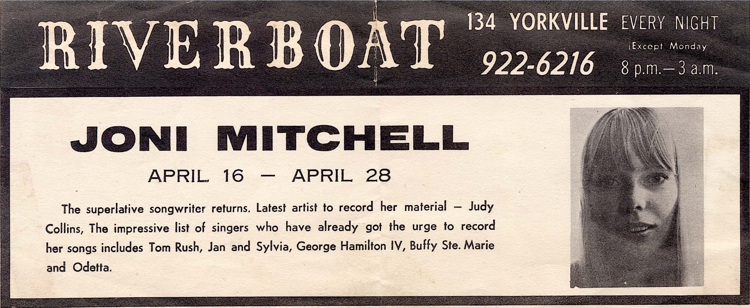 RIVERBOAT
134 YORKVILLE
922-6216
EVERY NIGHT
(Except Monday
8 p.m.—3 a.m.
JONI MITCHELL
APRIL 16 — APRIL 28
The superlative songwriter returns. Latest artist to record her material — Judy
Collins, The impressive list of singers who have already got the urge to record
her songs includes Tom Rush, Jan and Sylvia, George Hamilton IV, Buffy Ste. Marie
and Odetta.